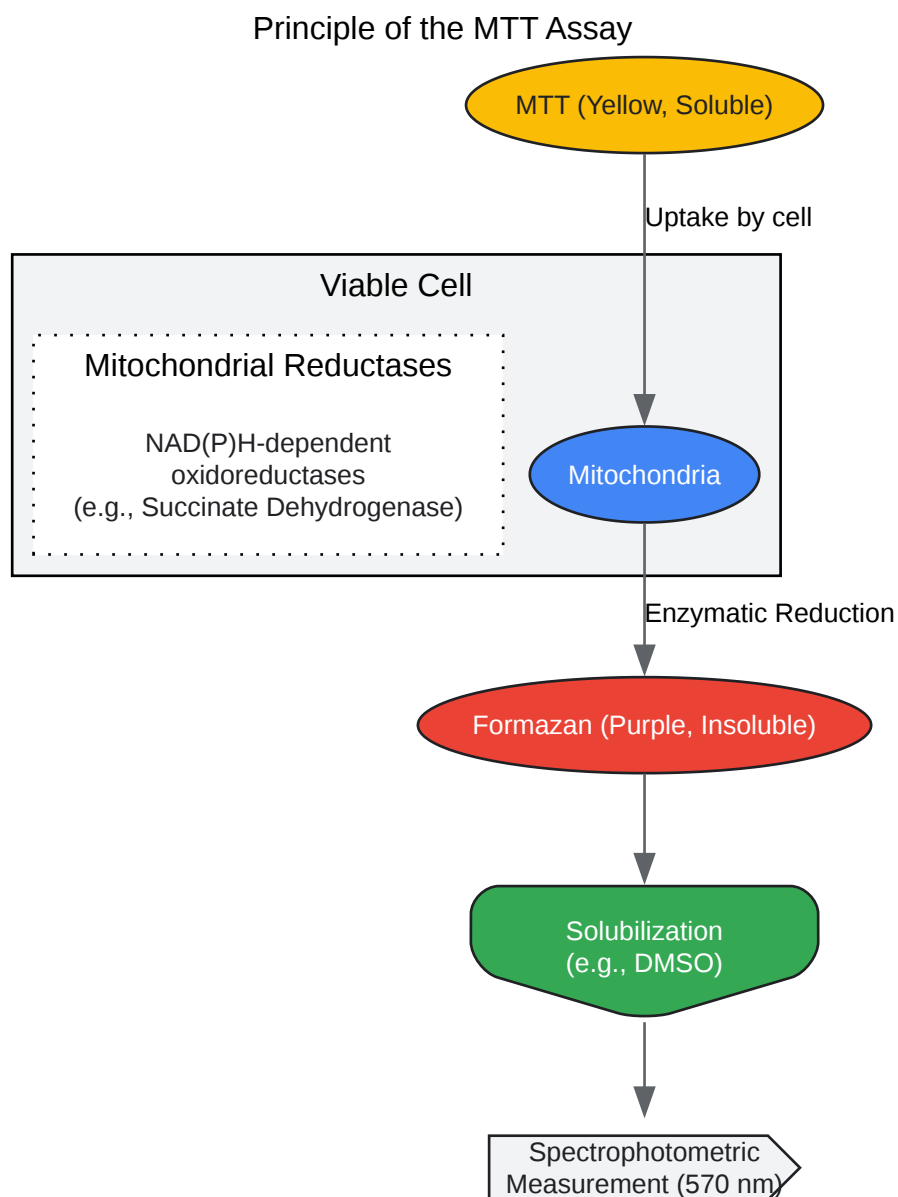 Principle of the MTT Assay
MTT (Yellow, Soluble)
Uptake by cell
Viable Cell
Mitochondrial Reductases
NAD(P)H-dependent
oxidoreductases
(e.g., Succinate Dehydrogenase)
Mitochondria
Enzymatic Reduction
Formazan (Purple, Insoluble)
Solubilization
(e.g., DMSO)
Spectrophotometric
Measurement (570 nm)